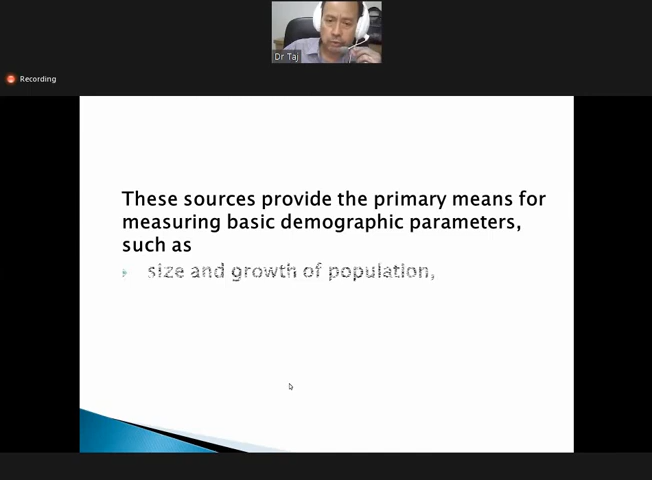 Dr Taj
Recording
These sources provide the primary means for
measuring basic demographic parameters,
such as
size and growth of population,